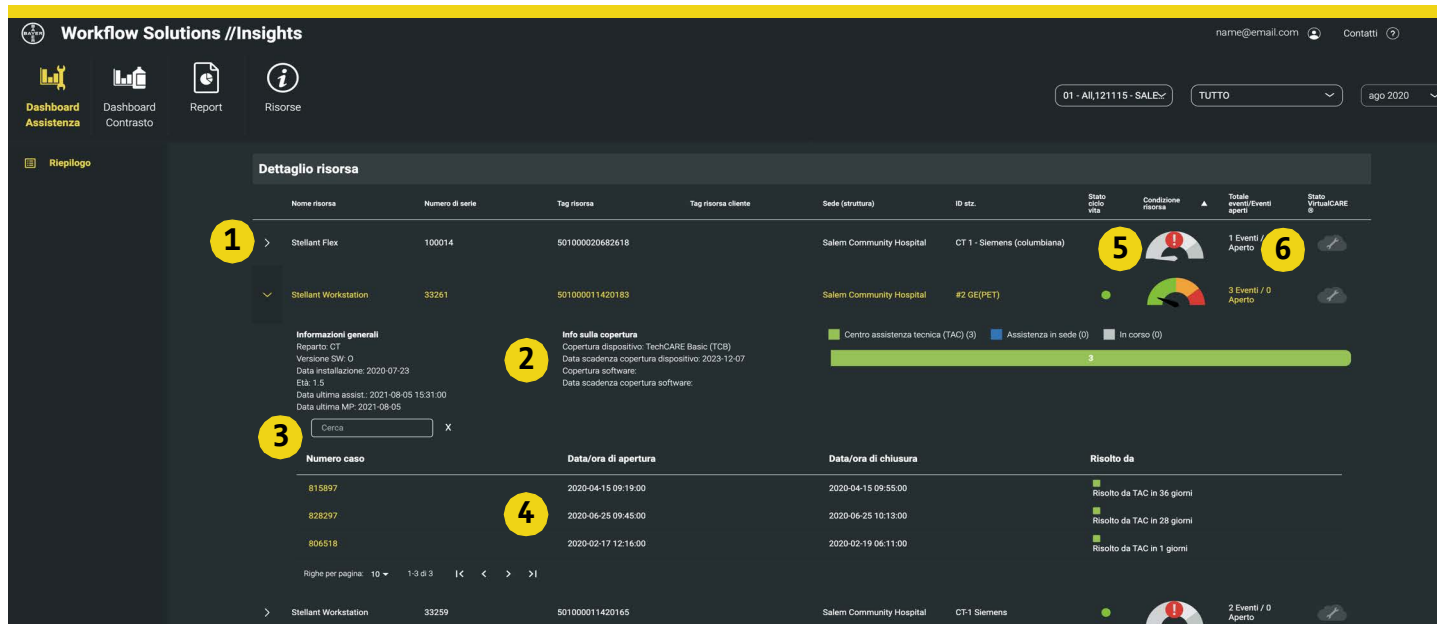 BAYER
Workflow Solutions //Insights
name@email.com
Contatti ?
Dashboard
Assistenza
Dashboard
Contrasto
Report
Risorse
01 - All,121115 - SALE
TUTTO
ago 2020
Riepilogo
Dettaglio risorsa
Nome risorsa
Numero di serie
Tag risorsa
Tag risorsa cliente
Sede (struttura)
ID stz.
Stato
ciclo
vita
Condizione
risorsa
Totale
eventi/Eventi
aperti
Stato
VirtualCARE
®
1
Stellant Flex
100014
501000020682618
Salem Community Hospital
CT 1 - Siemens (columbiana)
5
1 Eventi /
Aperto
6
Stellant Workstation
33261
501000011420183
Salem Community Hospital
#2 GE(PET)
3 Eventi / 0
Aperto
Informazioni generali
Reparto: CT
Versione SW: O
Data installazione: 2020-07-23
Età: 1.5
Data ultima assist.: 2021-08-05 15:31:00
Data ultima MP: 2021-08-05
2
Info sulla copertura
Copertura dispositivo: TechCARE Basic (TCB)
Data scadenza copertura dispositivo: 2023-12-07
Copertura software:
Data scadenza copertura software:
Centro assistenza tecnica (TAC) (3)
Assistenza in sede (0)
In corso (0)
3
3
Cerca
X
Numero caso
Data/ora di apertura
Data/ora di chiusura
Risolto da
815897
2020-04-15 09:19:00
2020-04-15 09:55:00
Risolto da TAC in 36 giorni
4
828297
2020-06-25 09:45:00
2020-06-25 10:13:00
Risolto da TAC in 28 giorni
806518
2020-02-17 12:16:00
2020-02-19 06:11:00
Risolto da TAC in 1 giorni
Righe per pagina: 10
1-3 di 3
Stellant Workstation
33259
501000011420165
Salem Community Hospital
CT-1 Siemens
2 Eventi / 0
Aperto